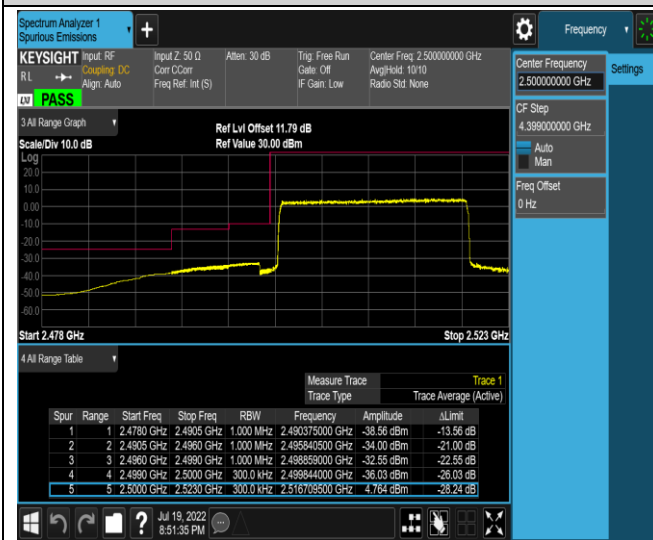 Spectrum Analyzer 1
Spurious Emissions
Frequency
KEYSIGHT Input: RF Input Z: 50 Ω Atten: 30 dB Trig: Free Run Center Freq: 2.500000000 GHz
R L Coupling: DC Corr CCorr Gate: Off Avg|Hold: 10/10
Align: Auto Freq Ref: Int (S) IF Gain: Low Radio Std: None
LXI PASS
Center Frequency
2.500000000 GHz
Settings
CF Step
4.399000000 GHz
Auto
Man
Freq Offset
0 Hz
3 All Range Graph
Ref Lvl Offset 11.79 dB
Scale/Div 10.0 dB Ref Value 30.00 dBm
Log
20.0
10.0
0.00
-10.0
-20.0
-30.0
-40.0
-50.0
-60.0
Start 2.478 GHz Stop 2.523 GHz
4 All Range Table
Measure Trace Trace 1
Trace Type Trace Average (Active)
Spur Range Start Freq Stop Freq RBW Frequency Amplitude ΔLimit
1 1 2.4780 GHz 2.4905 GHz 1.000 MHz 2.490375000 GHz -38.56 dBm -13.56 dB
2 2 2.4905 GHz 2.4960 GHz 1.000 MHz 2.495840500 GHz -34.00 dBm -21.00 dB
3 3 2.4960 GHz 2.4990 GHz 1.000 MHz 2.498859000 GHz -32.55 dBm -22.55 dB
4 4 2.4990 GHz 2.5000 GHz 300.0 kHz 2.499844000 GHz -36.03 dBm -26.03 dB
5 5 2.5000 GHz 2.5230 GHz 300.0 kHz 2.516709500 GHz 4.764 dBm -28.24 dB
Jul 19, 2022
8:51:35 PM